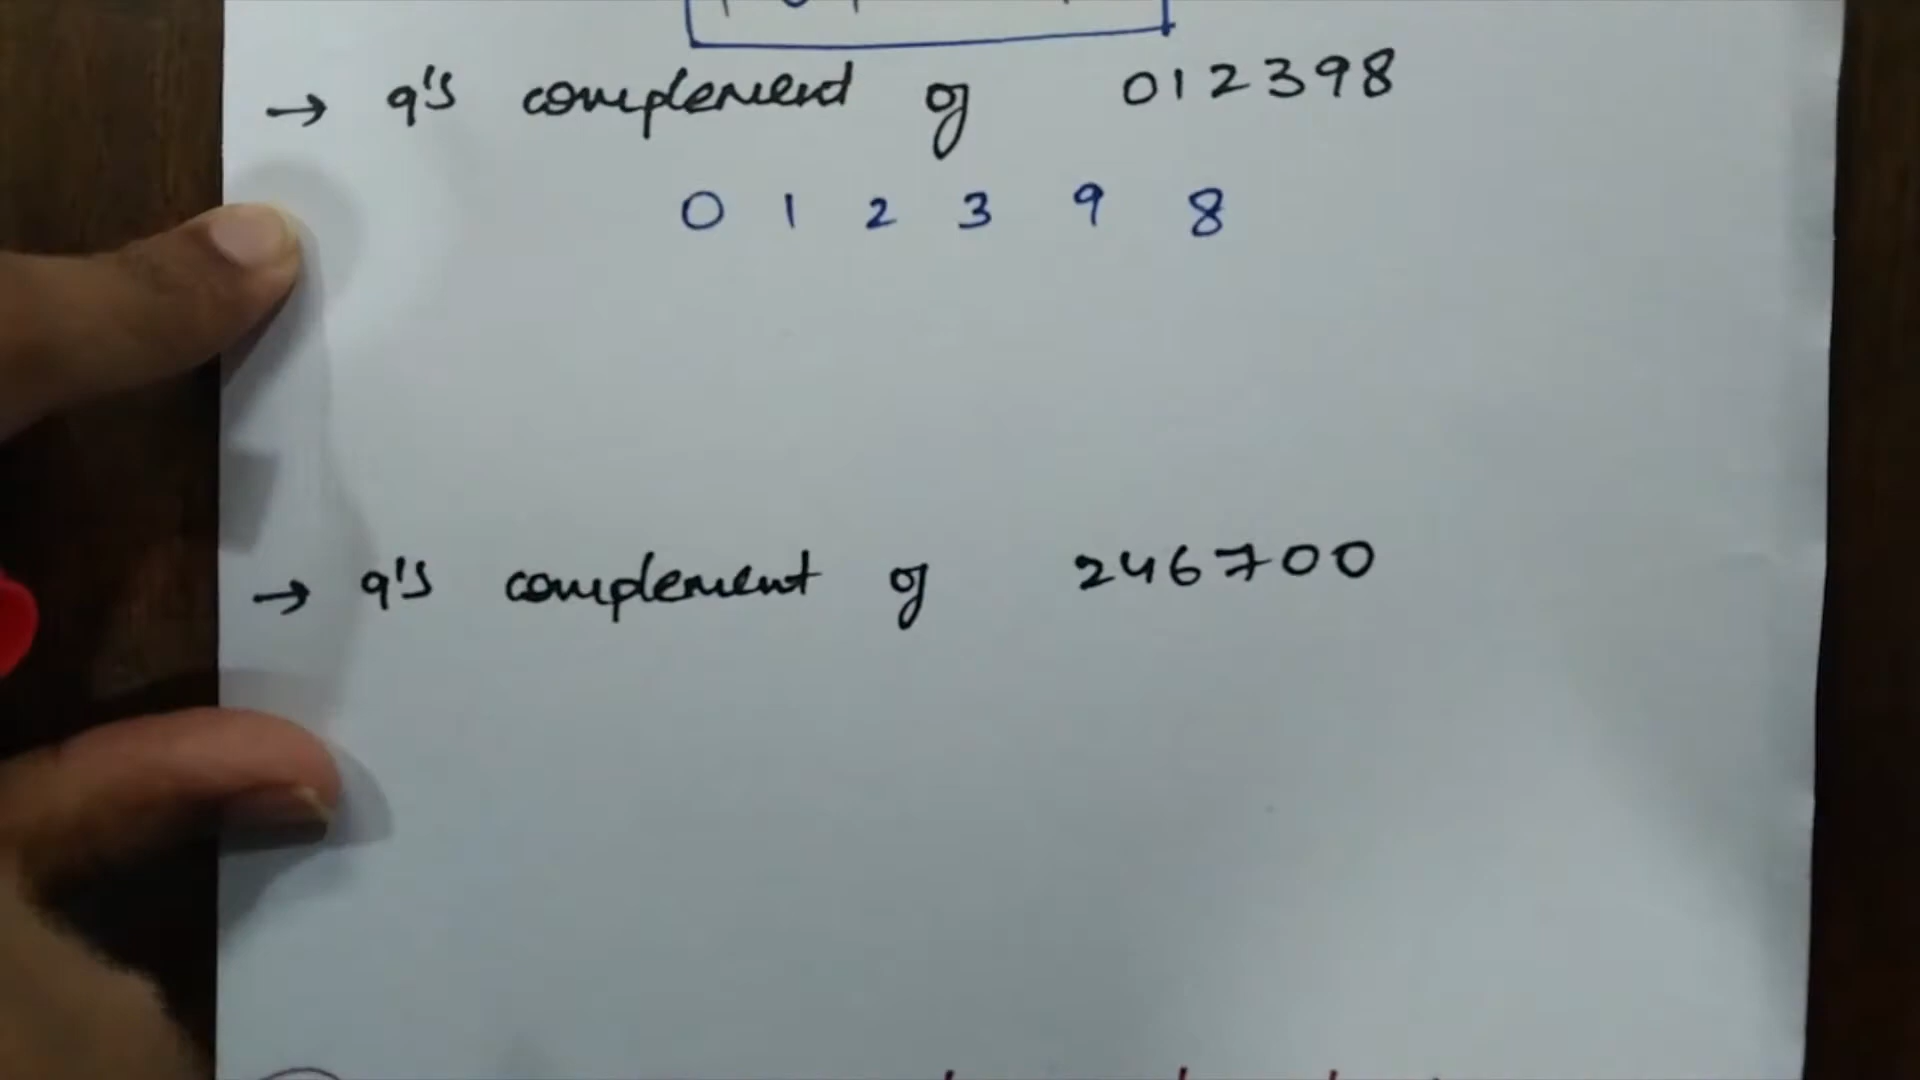 → 9's complement of 012398
0 1 2 3 9 8
→ 9's complement of 246700